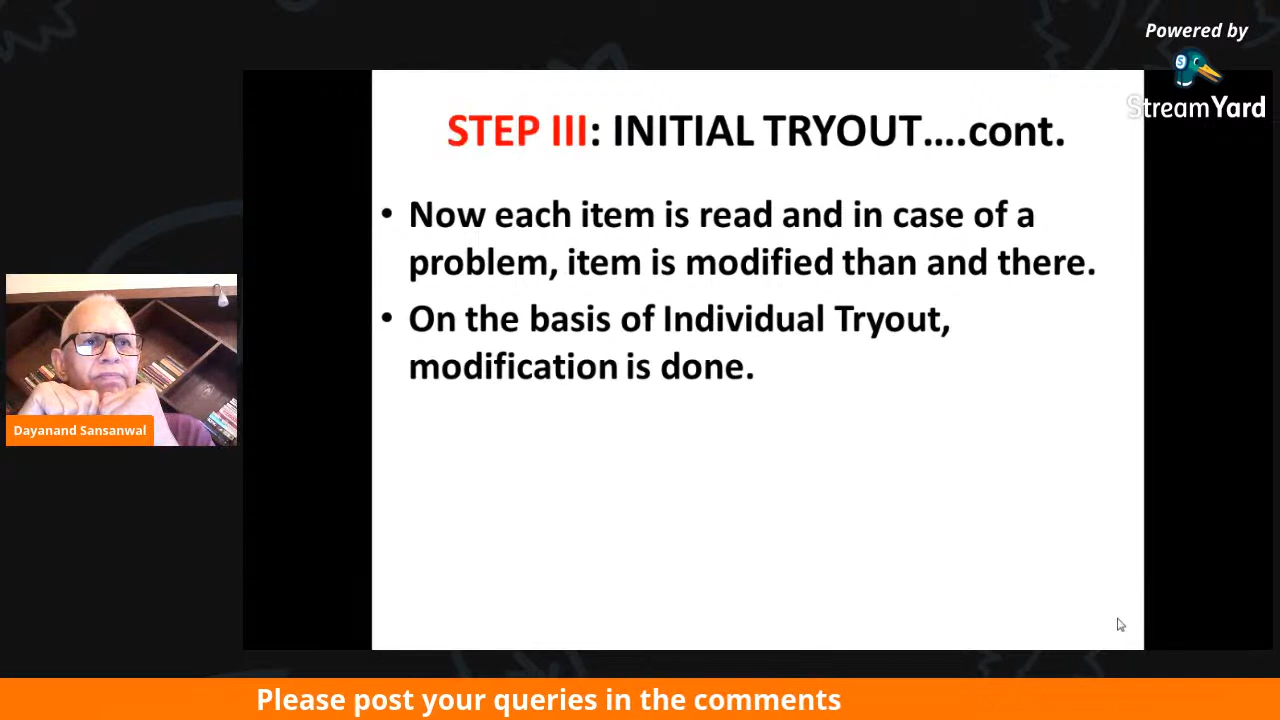 Powered by
StreamYard
STEP III: INITIAL TRYOUT....cont.
• Now each item is read and in case of a
problem, item is modified than and there.
• On the basis of Individual Tryout,
modification is done.
Dayanand Sansanwal
Please post your queries in the comments